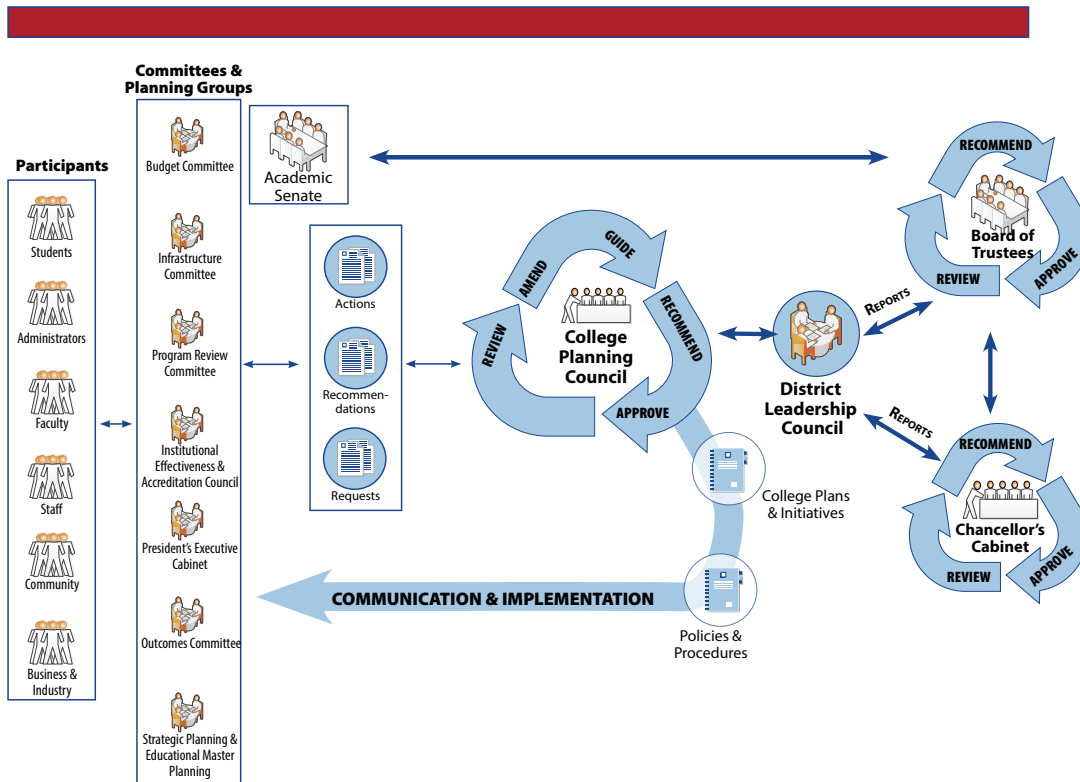 Participants
Students
Administrators
Faculty
Staff
Community
Business &
Industry
Committees &
Planning Groups
Budget Committee
Infrastructure
Committee
Program Review
Committee
Institutional
Effectiveness &
Accreditation Council
President's Executive
Cabinet
Outcomes Committee
Strategic Planning &
Educational Master
Planning
Academic
Senate
Actions
Recommen-
dations
Requests
REVIEW
AMEND
GUIDE
RECOMMEND
APPROVE
College
Planning
Council
College Plans
& Initiatives
Policies &
Procedures
COMMUNICATION & IMPLEMENTATION
District
Leadership
Council
REPORTS
REPORTS
RECOMMEND
APPROVE
REVIEW
Board of
Trustees
RECOMMEND
APPROVE
REVIEW
Chancellor's
Cabinet